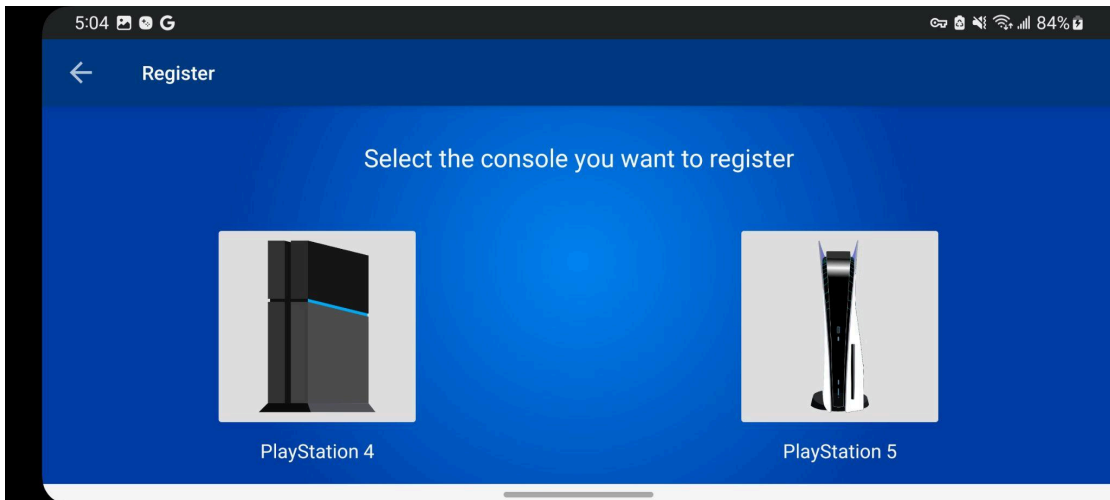 5:04 G 84%
Register
Select the console you want to register
PlayStation 4
PlayStation 5